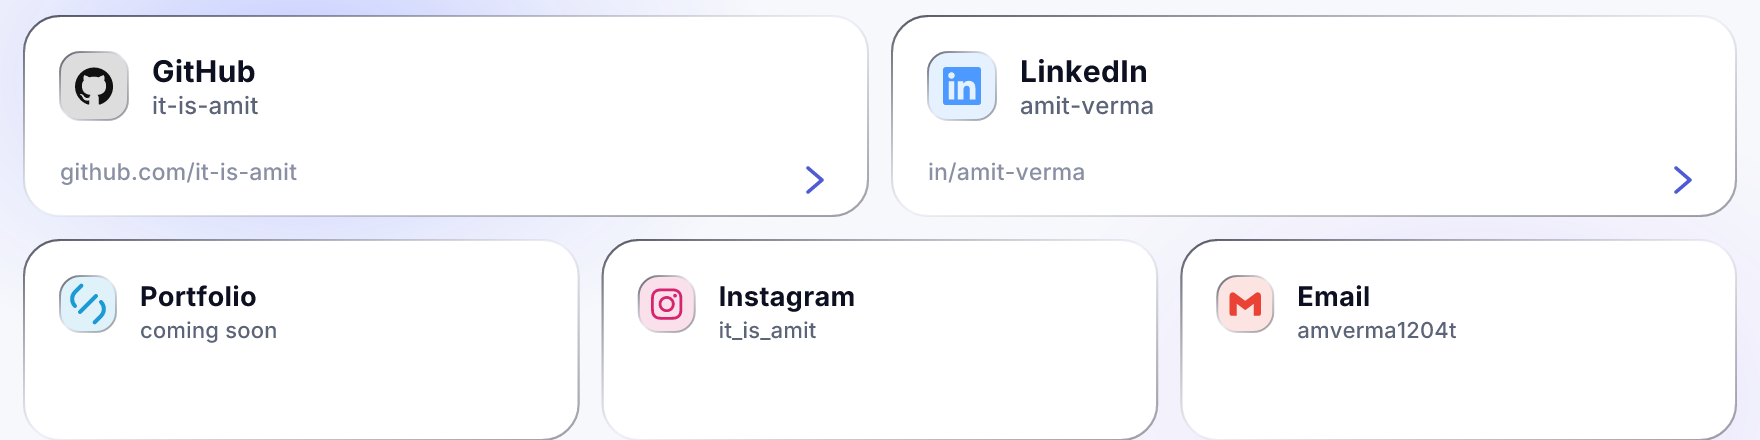 GitHub
it-is-amit
github.com/it-is-amit
LinkedIn
amit-verma
in/amit-verma
Portfolio
coming soon
Instagram
it_is_amit
Email
amverma1204t